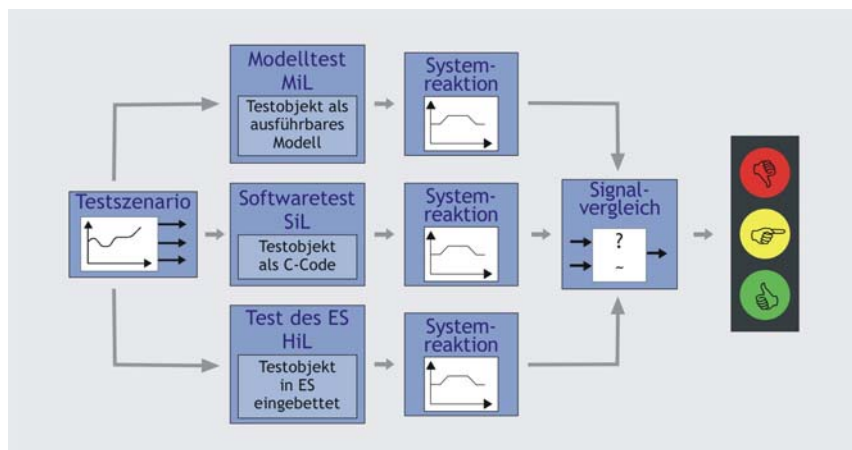 Modelltest
MiL
Testobjekt als
ausführbares
Modell
System-
reaktion
Testszenario
Softwaretest
SiL
Testobjekt
als C-Code
System-
reaktion
Signal-
vergleich
?
~
Test des ES
HiL
Testobjekt
in ES
eingebettet
System-
reaktion